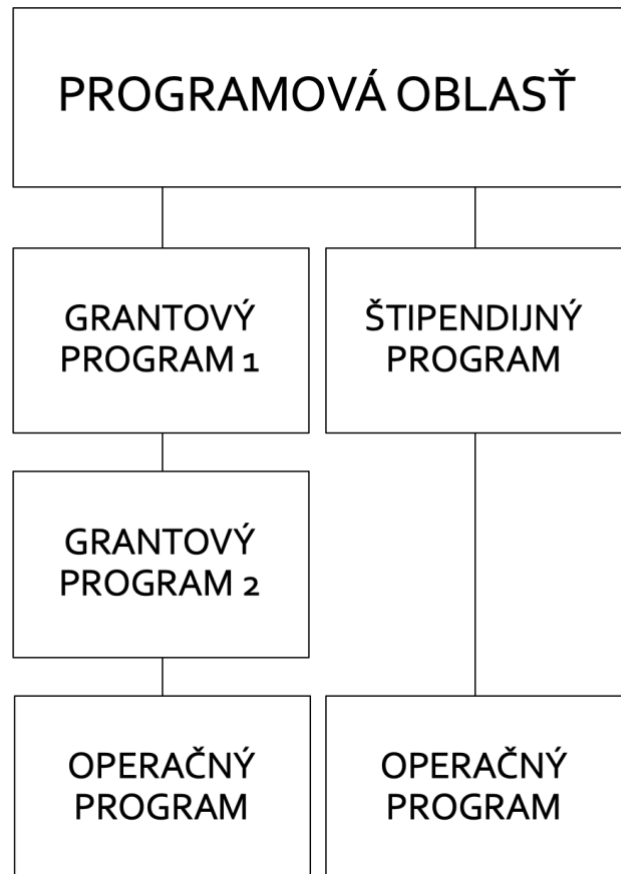 PROGRAMOVÁ OBLASŤ
GRANTOVÝ
PROGRAM 1
ŠTIPENDIJNÝ
PROGRAM
GRANTOVÝ
PROGRAM 2
OPERAČNÝ
PROGRAM
OPERAČNÝ
PROGRAM